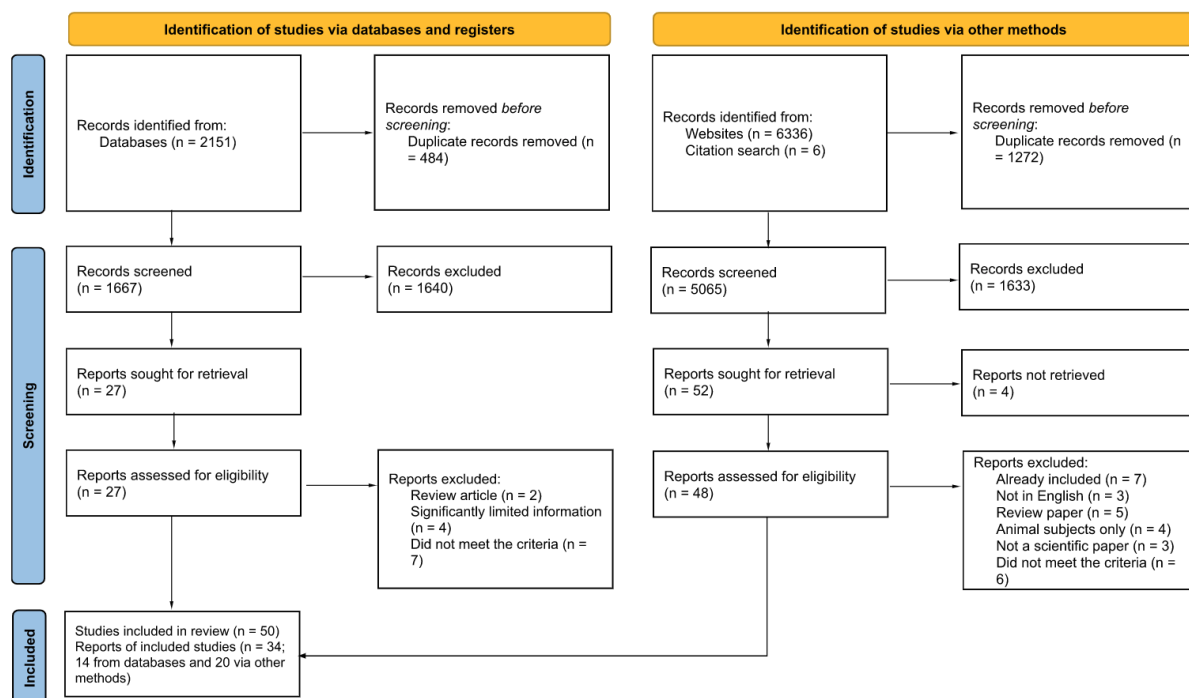 Identification of studies via databases and registers
Identification of studies via other methods
Identification
Records identified from:
Databases (n = 2151)
Records removed before
screening:
Duplicate records removed (n
= 484)
Records identified from:
Websites (n = 6336)
Citation search (n = 6)
Records removed before
screening:
Duplicate records removed (n
= 1272)
Screening
Records screened
(n = 1667)
Records excluded
(n = 1640)
Records screened
(n = 5065)
Records excluded
(n = 1633)
Reports sought for retrieval
(n = 27)
Reports sought for retrieval
(n = 52)
Reports not retrieved
(n = 4)
Reports assessed for eligibility
(n = 27)
Reports excluded:
Review article (n = 2)
Significantly limited information
(n = 4)
Did not meet the criteria (n =
7)
Reports assessed for eligibility
(n = 48)
Reports excluded:
Already included (n = 7)
Not in English (n = 3)
Review paper (n = 5)
Animal subjects only (n = 4)
Not a scientific paper (n = 3)
Did not meet the criteria (n =
6)
Included
Studies included in review (n = 50)
Reports of included studies (n = 34;
14 from databases and 20 via other
methods)